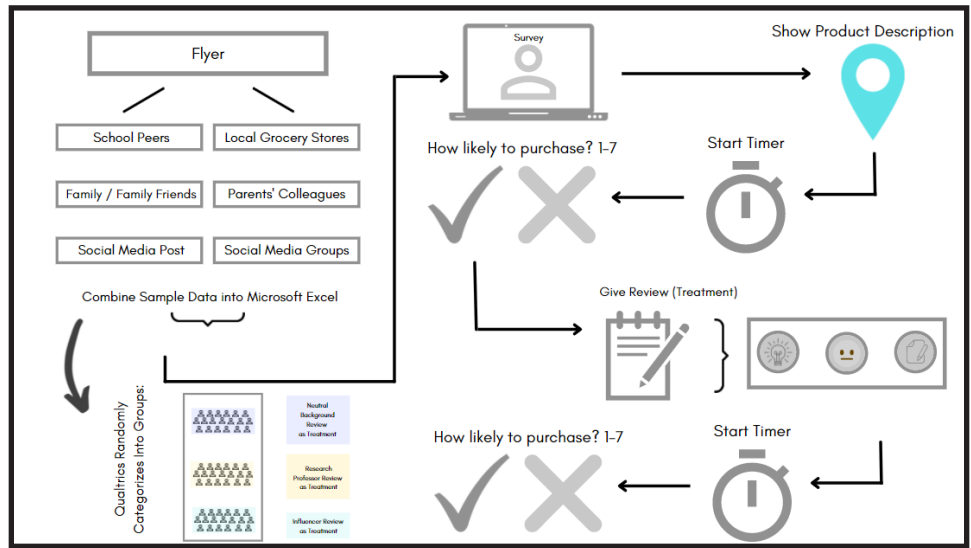 Flyer
School Peers
Local Grocery Stores
Family / Family Friends
Parents' Colleagues
Social Media Post
Social Media Groups
Combine Sample Data into Microsoft Excel
Qualtrics Randomly
Categorizes Into Groups:
Neutral
Background
Review
as Treatment
Research
Professor Review
as Treatment
Influencer Review
as Treatment
Survey
Show Product Description
Start Timer
How likely to purchase? 1-7
Give Review (Treatment)
Start Timer
How likely to purchase? 1-7